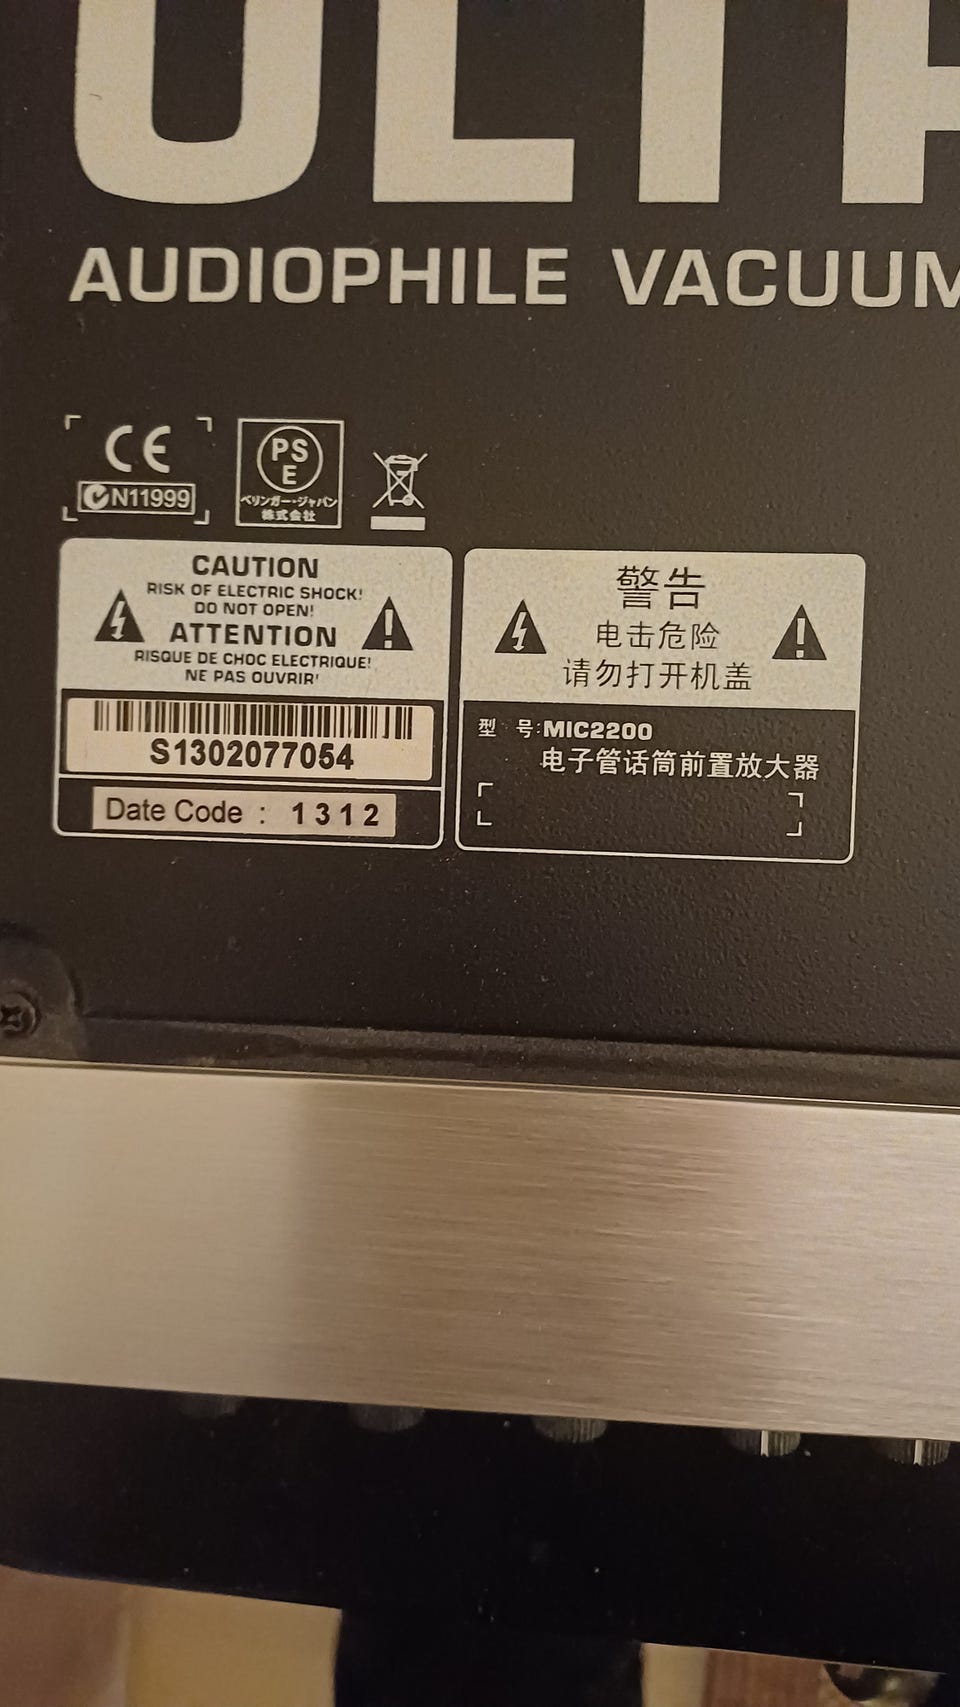 ULTR
AUDIOPHILE VACUUM
CE
N11999
PS
E
ベリンガー・ジャパン
株式会社
CAUTION
RISK OF ELECTRIC SHOCK!
DO NOT OPEN!
ATTENTION
RISQUE DE CHOC ELECTRIQUE!
NE PAS OUVRIR!
S1302077054
Date Code : 1312
警告
电击危险
请勿打开机盖
型 号:MIC2200
电子管话筒前置放大器